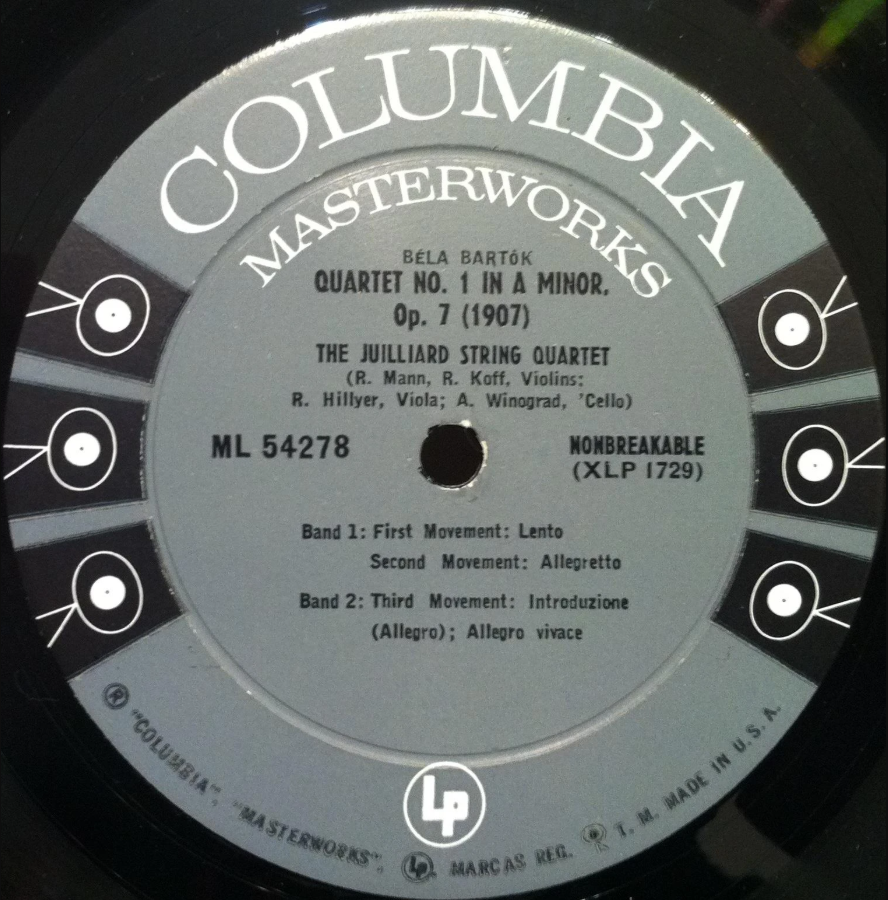 COLUMBIA
MASTERWORKS
BÉLA BARTÓK
QUARTET NO. 1 IN A MINOR,
Op. 7 (1907)
THE JUILLIARD STRING QUARTET
(R. Mann, R. Koff, Violins;
R. Hillyer, Viola; A. Winograd, 'Cello)
ML 54278
NONBREAKABLE
(XLP 1729)
Band 1: First Movement: Lento
Second Movement: Allegretto
Band 2: Third Movement: Introduzione
(Allegro); Allegro vivace
LP
® "COLUMBIA", "MASTERWORKS", LP MARCAS REG. T. M. MADE IN U. S. A.